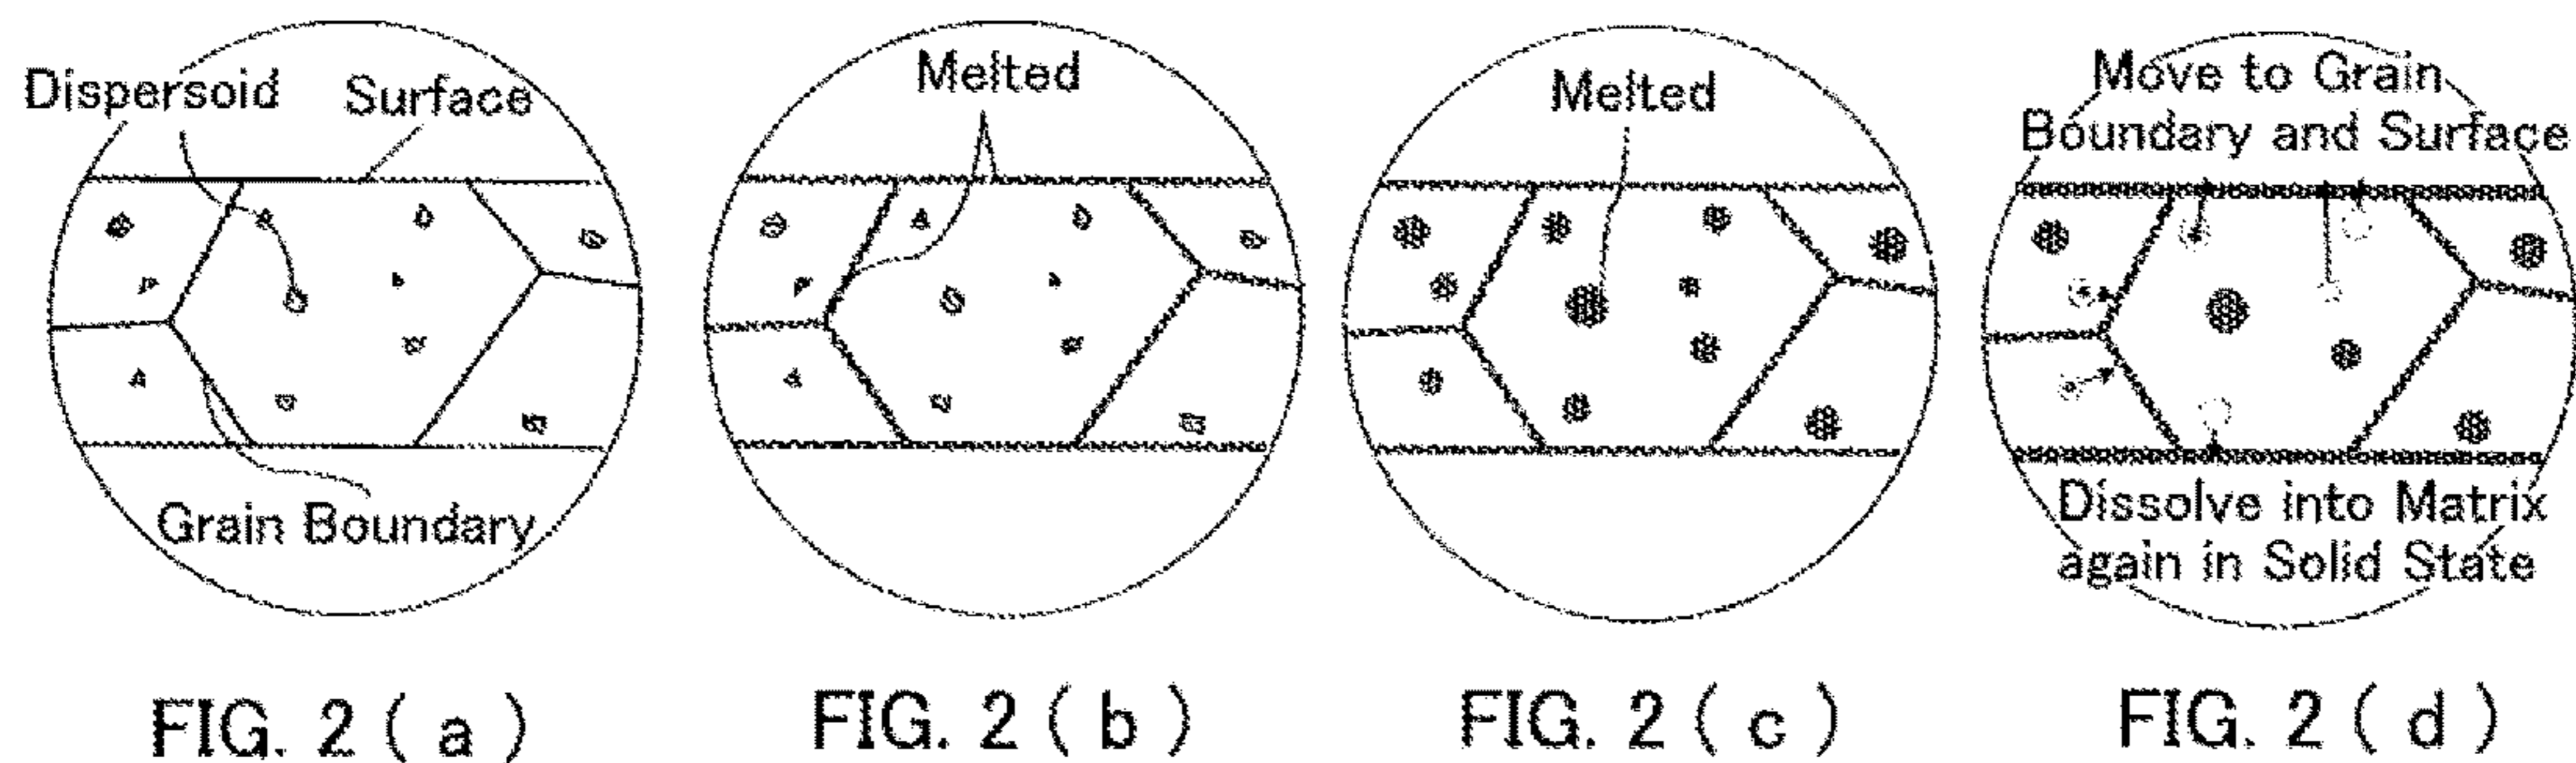 Dispersoid
Surface
Grain Boundary
FIG. 2 ( a )
Melted
FIG. 2 ( b )
Melted
FIG. 2 ( c )
Move to Grain
Boundary and Surface
Dissolve into Matrix
again in Solid State
FIG. 2 ( d )